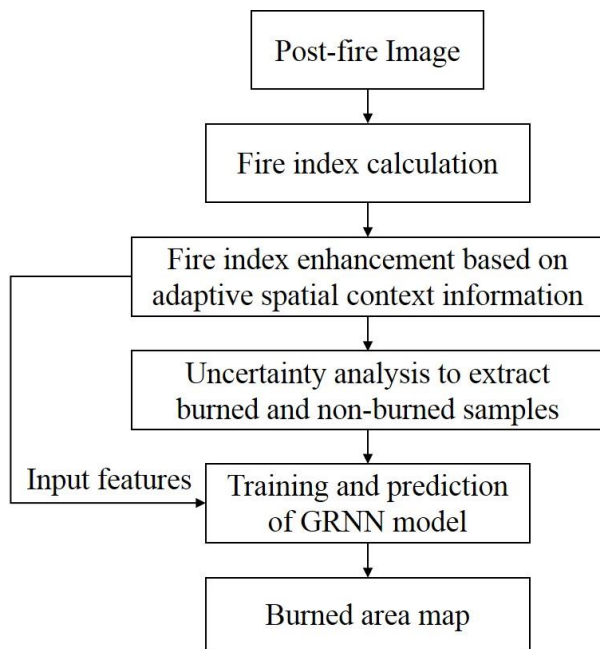 Post-fire Image
Fire index calculation
Fire index enhancement based on
adaptive spatial context information
Uncertainty analysis to extract
burned and non-burned samples
Input features
Training and prediction
of GRNN model
Burned area map